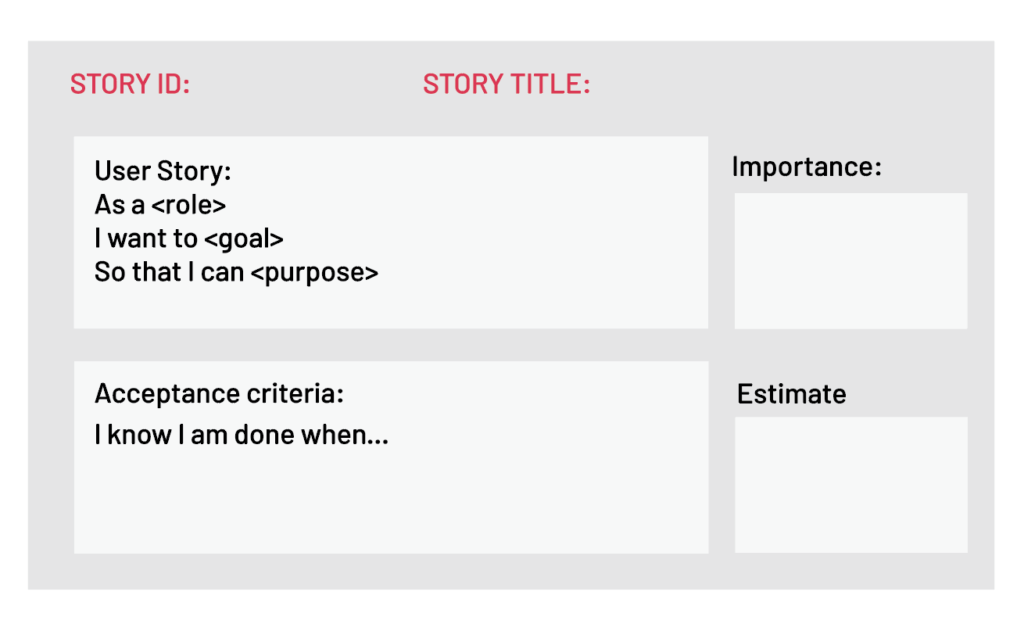 STORY ID:
STORY TITLE:
User Story:
As a <role>
I want to <goal>
So that I can <purpose>
Importance:
Acceptance criteria:
I know I am done when...
Estimate